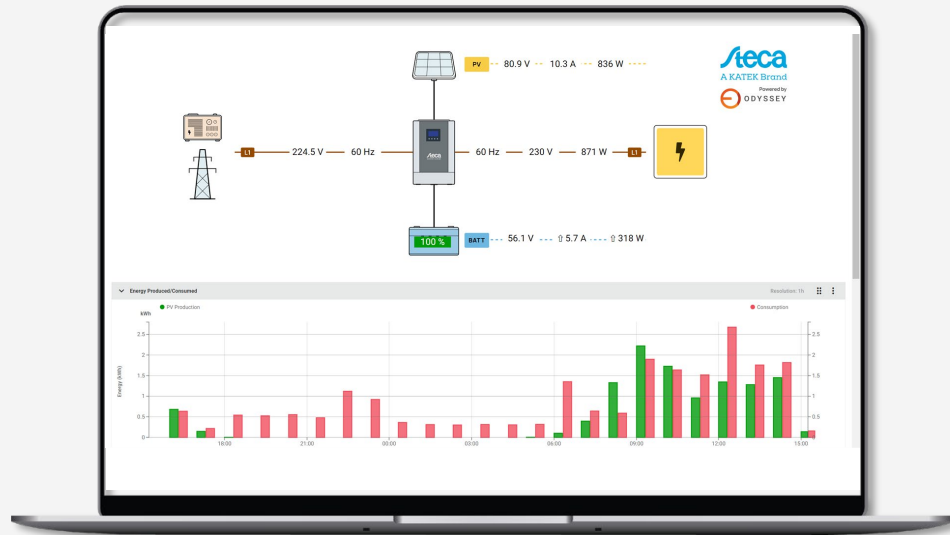 PV 80.9 V 10.3 A 836 W
Steca
A KATEK Brand
Powered by
ODYSSEY
L1 224.5 V 60 Hz
Steca
60 Hz 230 V 871 W L1
100 %
BATT 56.1 V ⇧ 5.7 A ⇧ 318 W
Energy Produced/Consumed
Resolution: 1h
PV Production
Consumption
kWh
Energy (kWh)
2.5
2
1.5
1
0.5
0
2.5
2
1.5
1
0.5
0
18:00 21:00 00:00 03:00 06:00 09:00 12:00 15:00